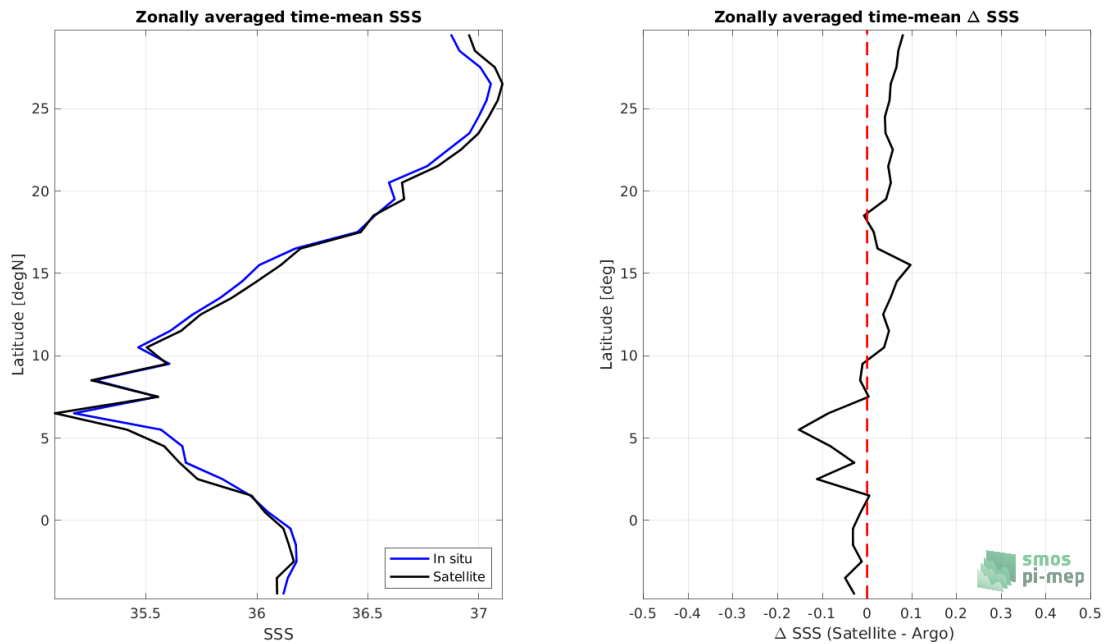 Zonally averaged time-mean SSS
Latitude [degN]
25
20
15
10
5
0
35.5 36 36.5 37
SSS
In situ
Satellite
Zonally averaged time-mean Δ SSS
Latitude [deg]
25
20
15
10
5
0
-0.5 -0.4 -0.3 -0.2 -0.1 0 0.1 0.2 0.3 0.4 0.5
Δ SSS (Satellite - Argo)
smos
pi-mep